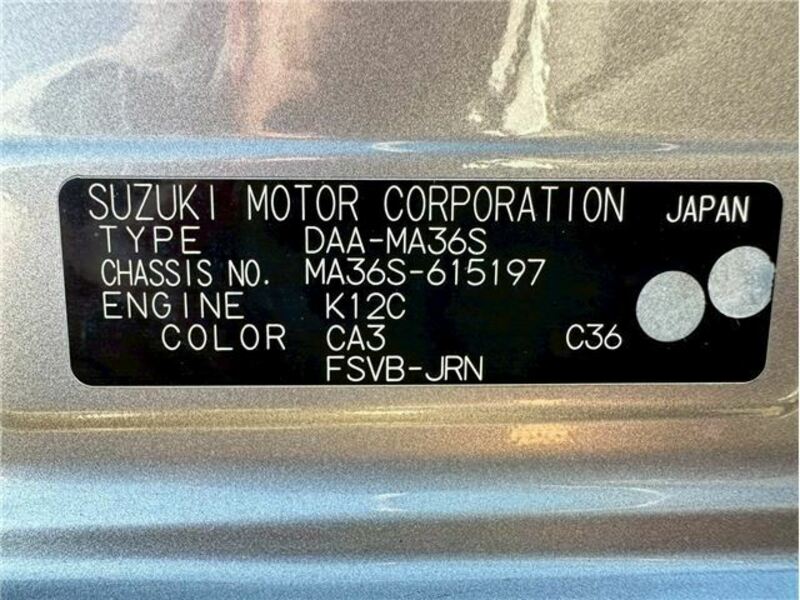 SUZUKI MOTOR CORPORATION JAPAN
TYPE DAA-MA36S
CHASSIS NO. MA36S-615197
ENGINE K12C
COLOR CA3 C36
FSVB-JRN